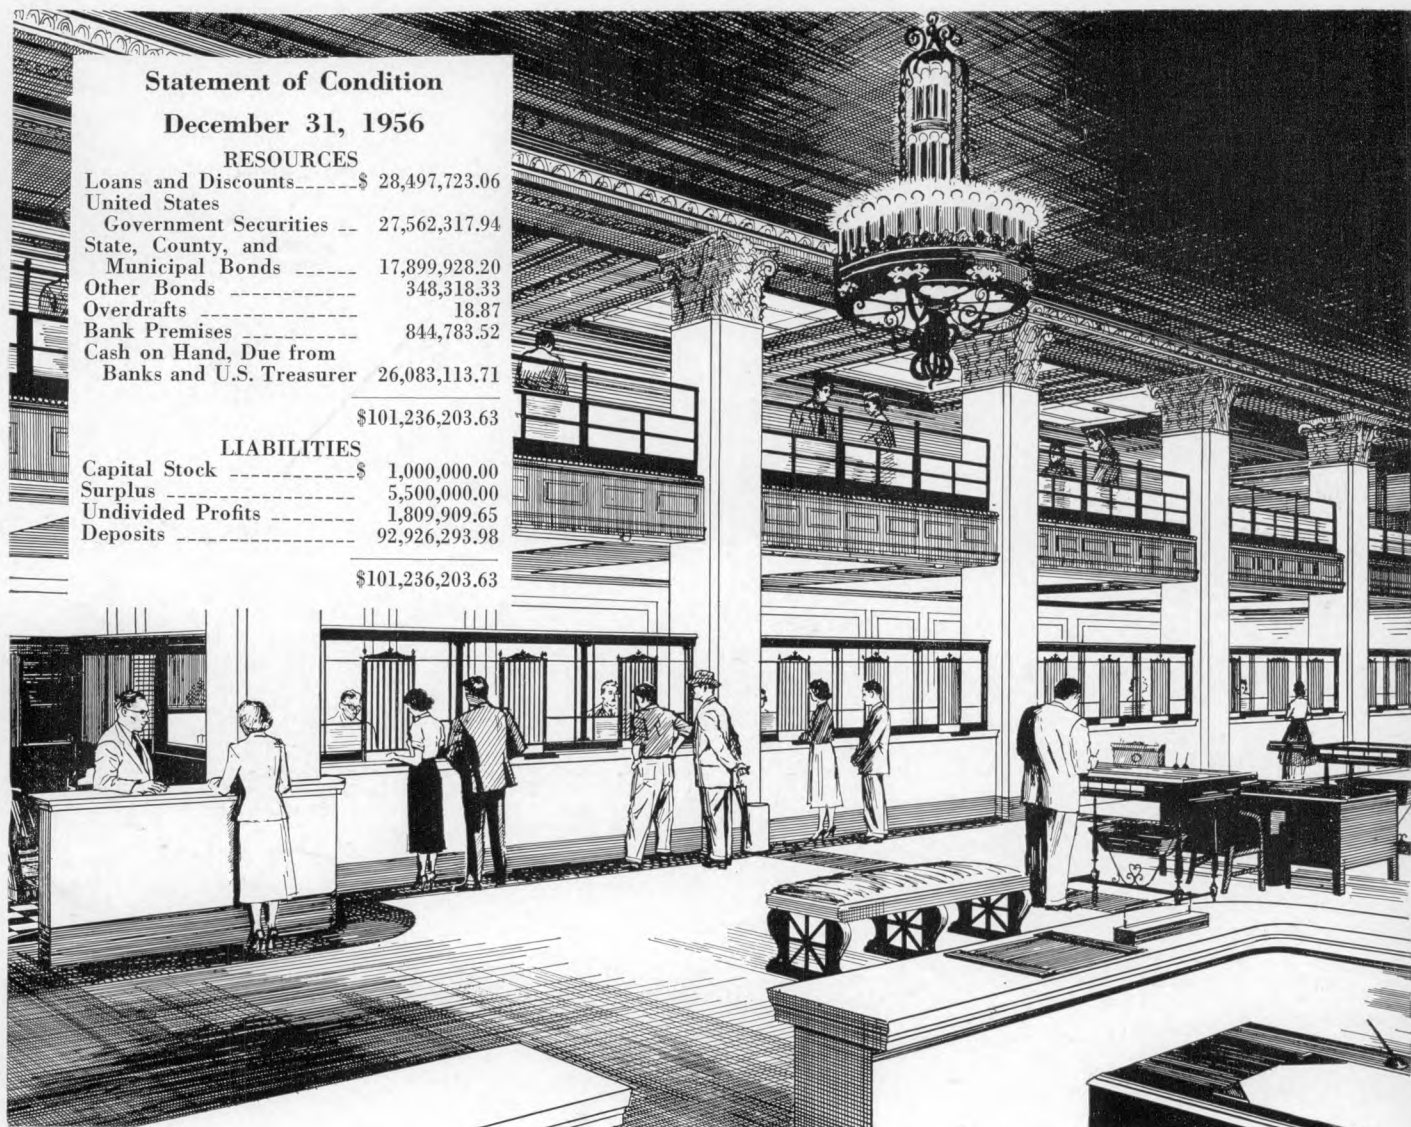 Statement of Condition
December 31, 1956
RESOURCES
Loans and Discounts______$ 28,497,723.06
United States
Government Securities __ 27,562,317.94
State, County, and
Municipal Bonds ______ 17,899,928.20
Other Bonds ____________ 348,318.33
Overdrafts _______________ 18.87
Bank Premises ___________ 844,783.52
Cash on Hand, Due from
Banks and U.S. Treasurer 26,083,113.71
$101,236,203.63
LIABILITIES
Capital Stock ____________$ 1,000,000.00
Surplus __________________ 5,500,000.00
Undivided Profits ________ 1,809,909.65
Deposits _________________ 92,926,293.98
$101,236,203.63